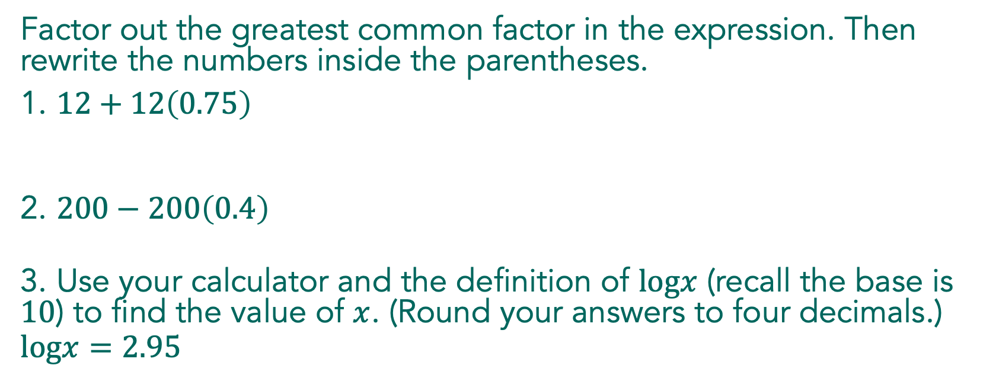 Factor out the greatest common factor in the expression. Then
rewrite the numbers inside the parentheses.
1. 12 + 12(0.75)
2. 200 − 200(0.4)
3. Use your calculator and the definition of logx (recall the base is
10) to find the value of x. (Round your answers to four decimals.)
logx = 2.95